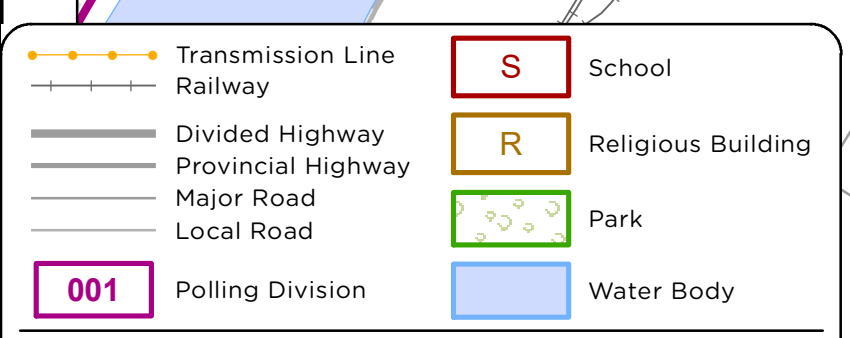 Transmission Line
Railway
Divided Highway
Provincial Highway
Major Road
Local Road
001 Polling Division
S School
R Religious Building
Park
Water Body